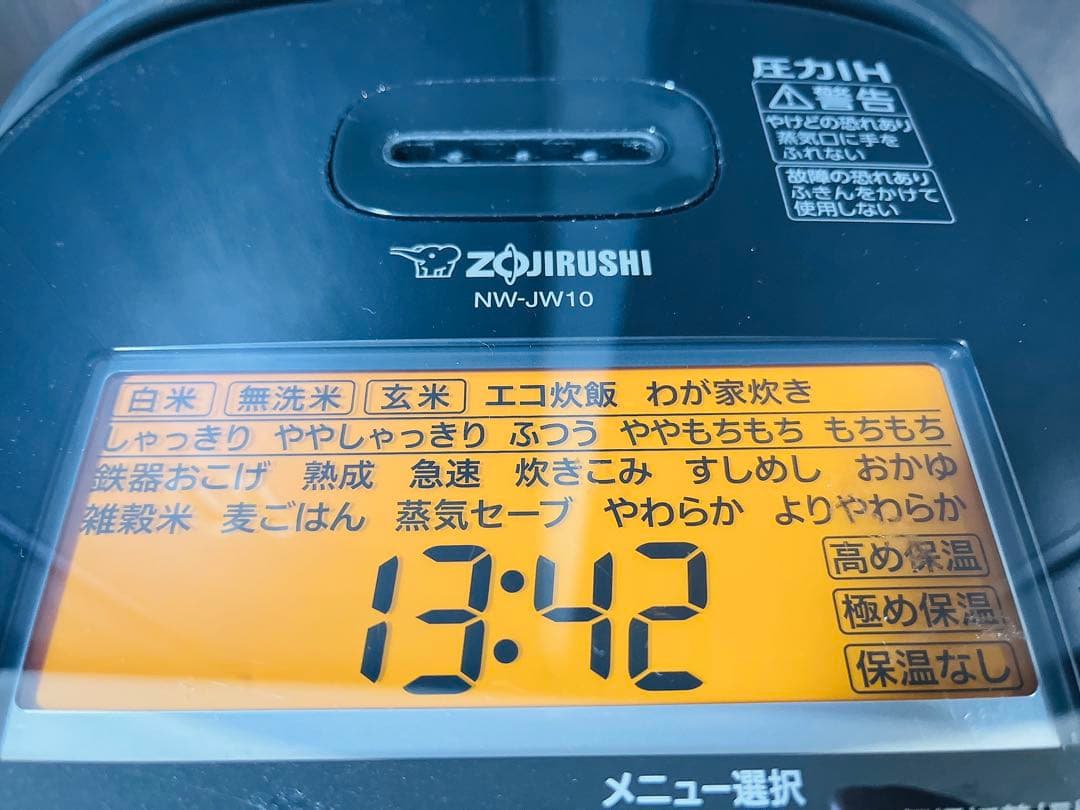 圧力IH
⚠警告
やけどの恐れあり
蒸気口に手を
ふれない
故障の恐れあり
ふきんをかけて
使用しない
ZOJIRUSHI
NW-JW10
白米 無洗米 玄米 エコ炊飯 わが家炊き
しゃっきり ややしゃっきり ふつう ややもちもち もちもち
鉄器おこげ 熟成 急速 炊きこみ すしめし おかゆ
雑穀米 麦ごはん 蒸気セーブ やわらか よりやわらか
13:42
高め保温
極め保温
保温なし
メニュー選択